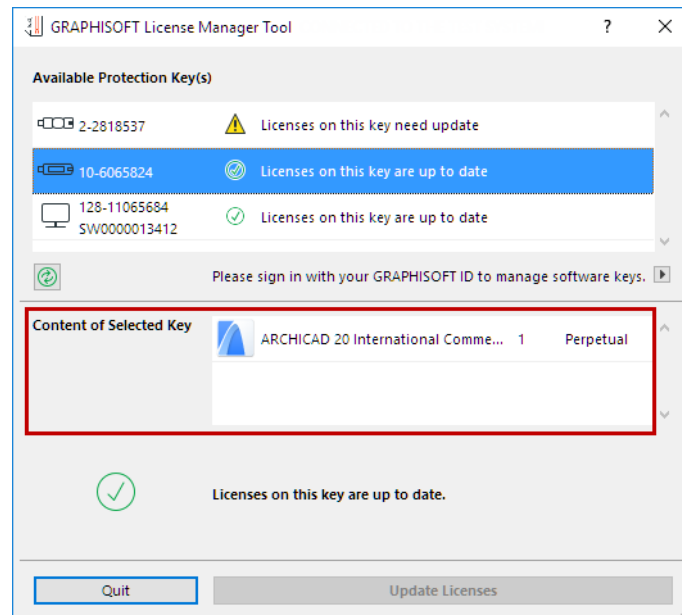 GRAPHISOFT License Manager Tool ?
Available Protection Key(s)
2-2818537 Licenses on this key need update
10-6065824 Licenses on this key are up to date
128-11065684
SW0000013412 Licenses on this key are up to date
Please sign in with your GRAPHISOFT ID to manage software keys.
Content of Selected Key ARCHICAD 20 International Comme... 1 Perpetual
Licenses on this key are up to date.
Quit Update Licenses